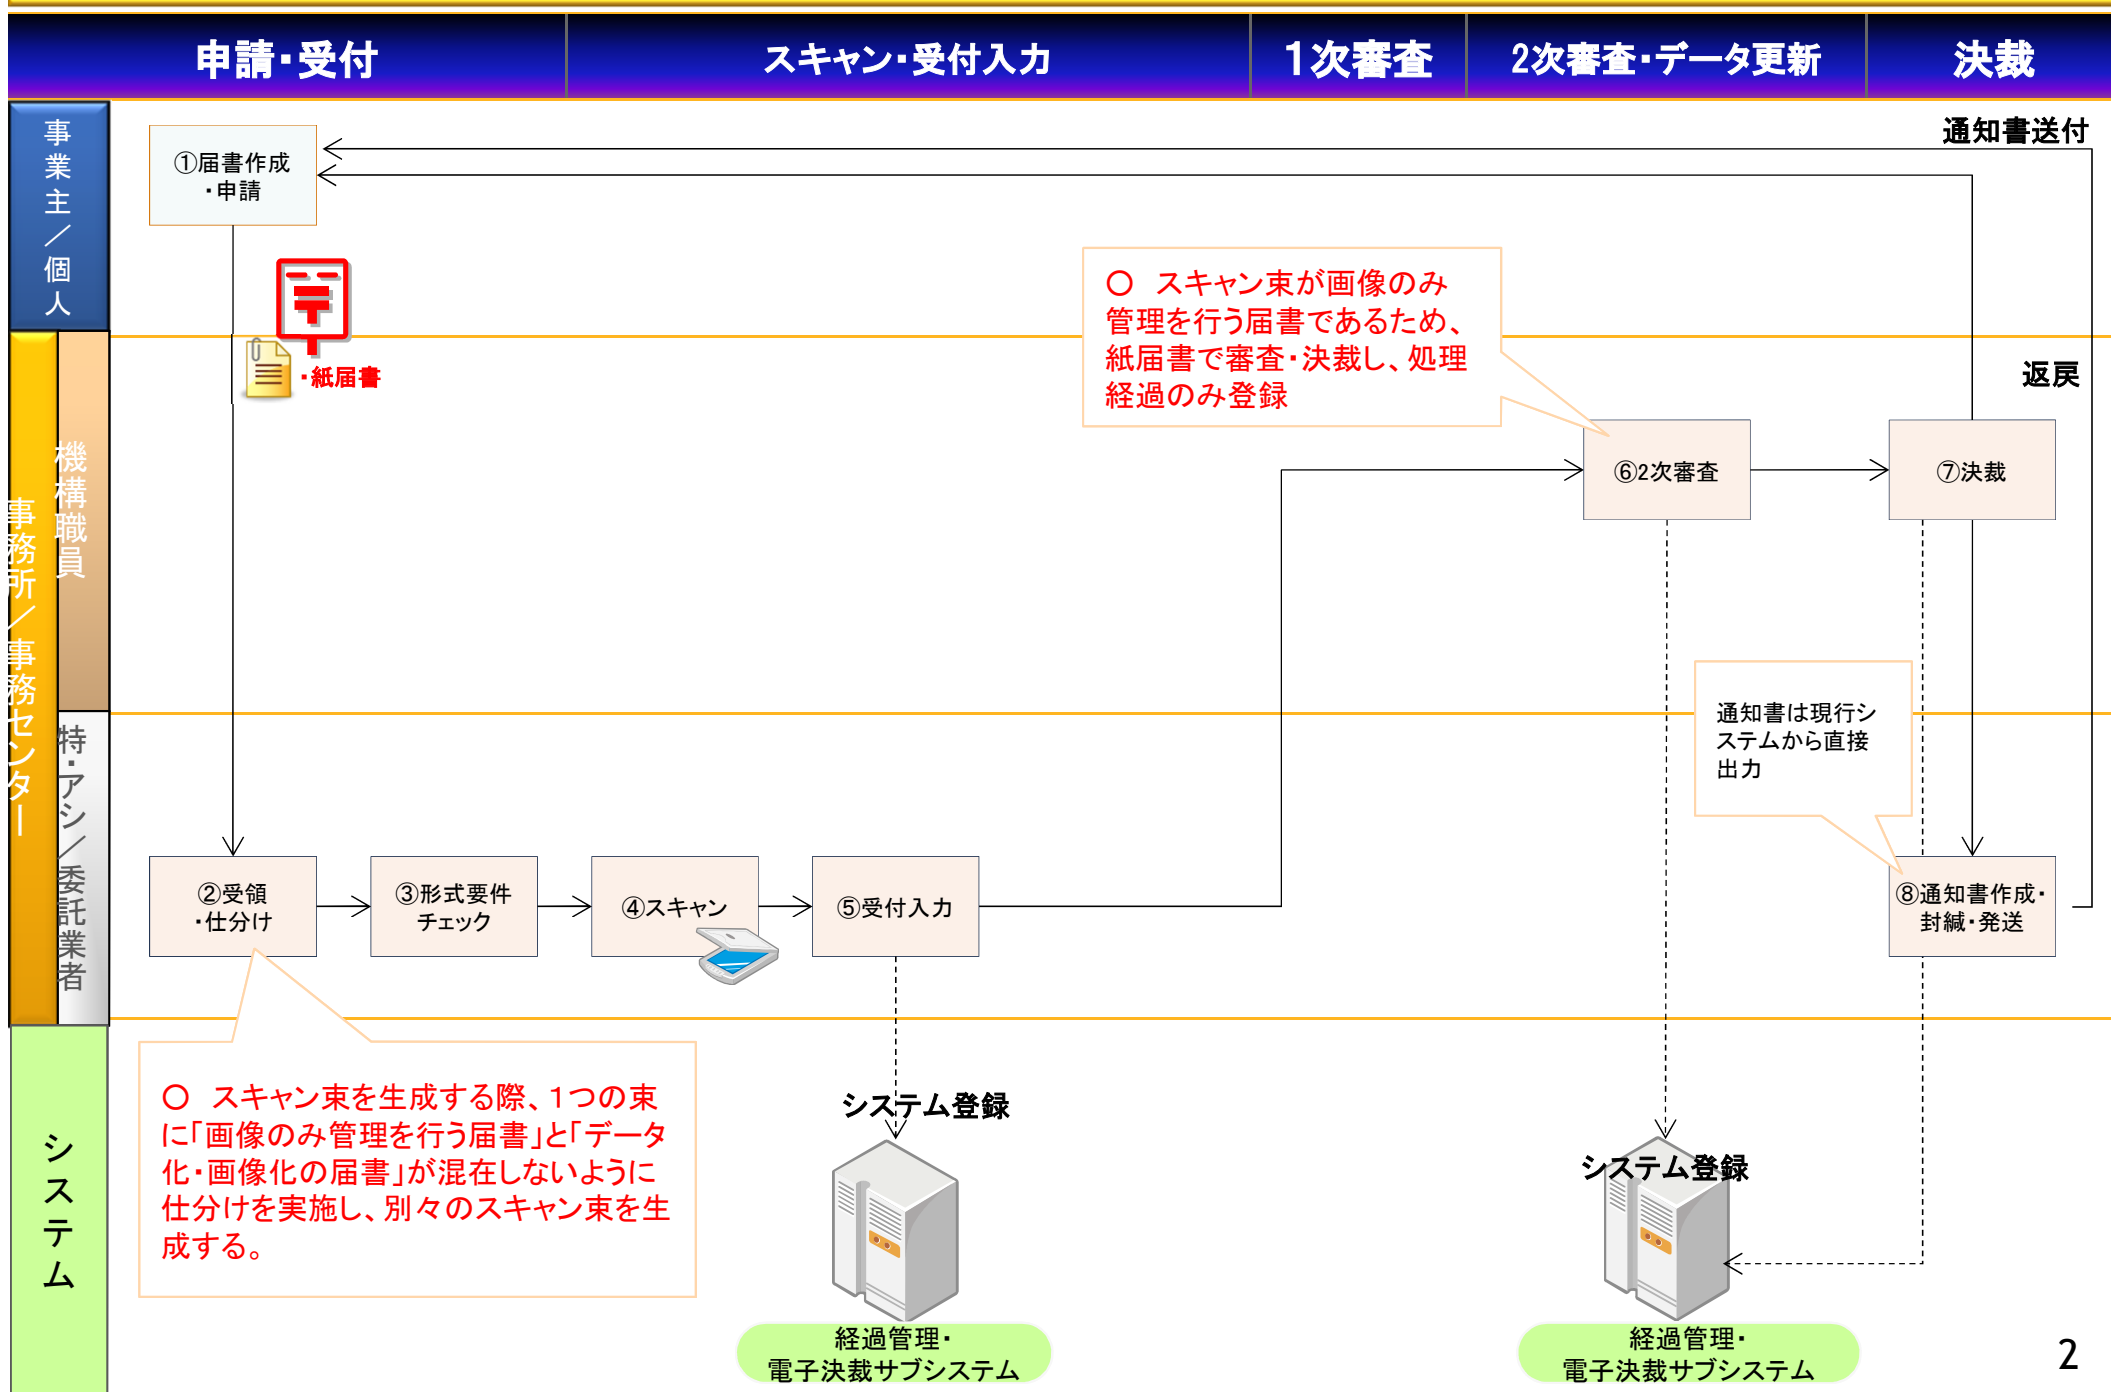 申請・受付
スキャン・受付入力
1次審査
2次審査・データ更新
決裁
事業主／個人
①届書作成
・申請
通知書送付
・紙届書
○　スキャン束が画像のみ
管理を行う届書であるため、
紙届書で審査・決裁し、処理
経過のみ登録
返戻
事務所／事務センター
機構職員
⑥2次審査
⑦決裁
通知書は現行シ
ステムから直接
出力
特・アシ／委託業者
②受領
・仕分け
③形式要件
チェック
④スキャン
⑤受付入力
⑧通知書作成・
封緘・発送
システム
○　スキャン束を生成する際、1つの束
に「画像のみ管理を行う届書」と「データ
化・画像化の届書」が混在しないように
仕分けを実施し、別々のスキャン束を生
成する。
システム登録
システム登録
経過管理・
電子決裁サブシステム
経過管理・
電子決裁サブシステム
2